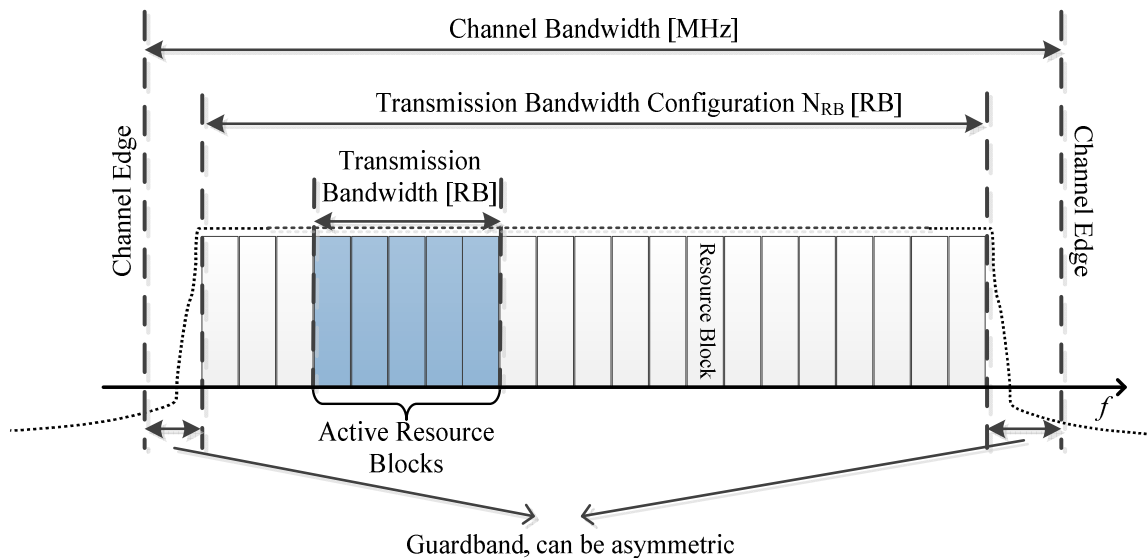 Channel Bandwidth [MHz]
Transmission Bandwidth Configuration NRB [RB]
Channel Edge
Transmission
Bandwidth [RB]
Channel Edge
Resource Block
f
Active Resource
Blocks
Guardband, can be asymmetric